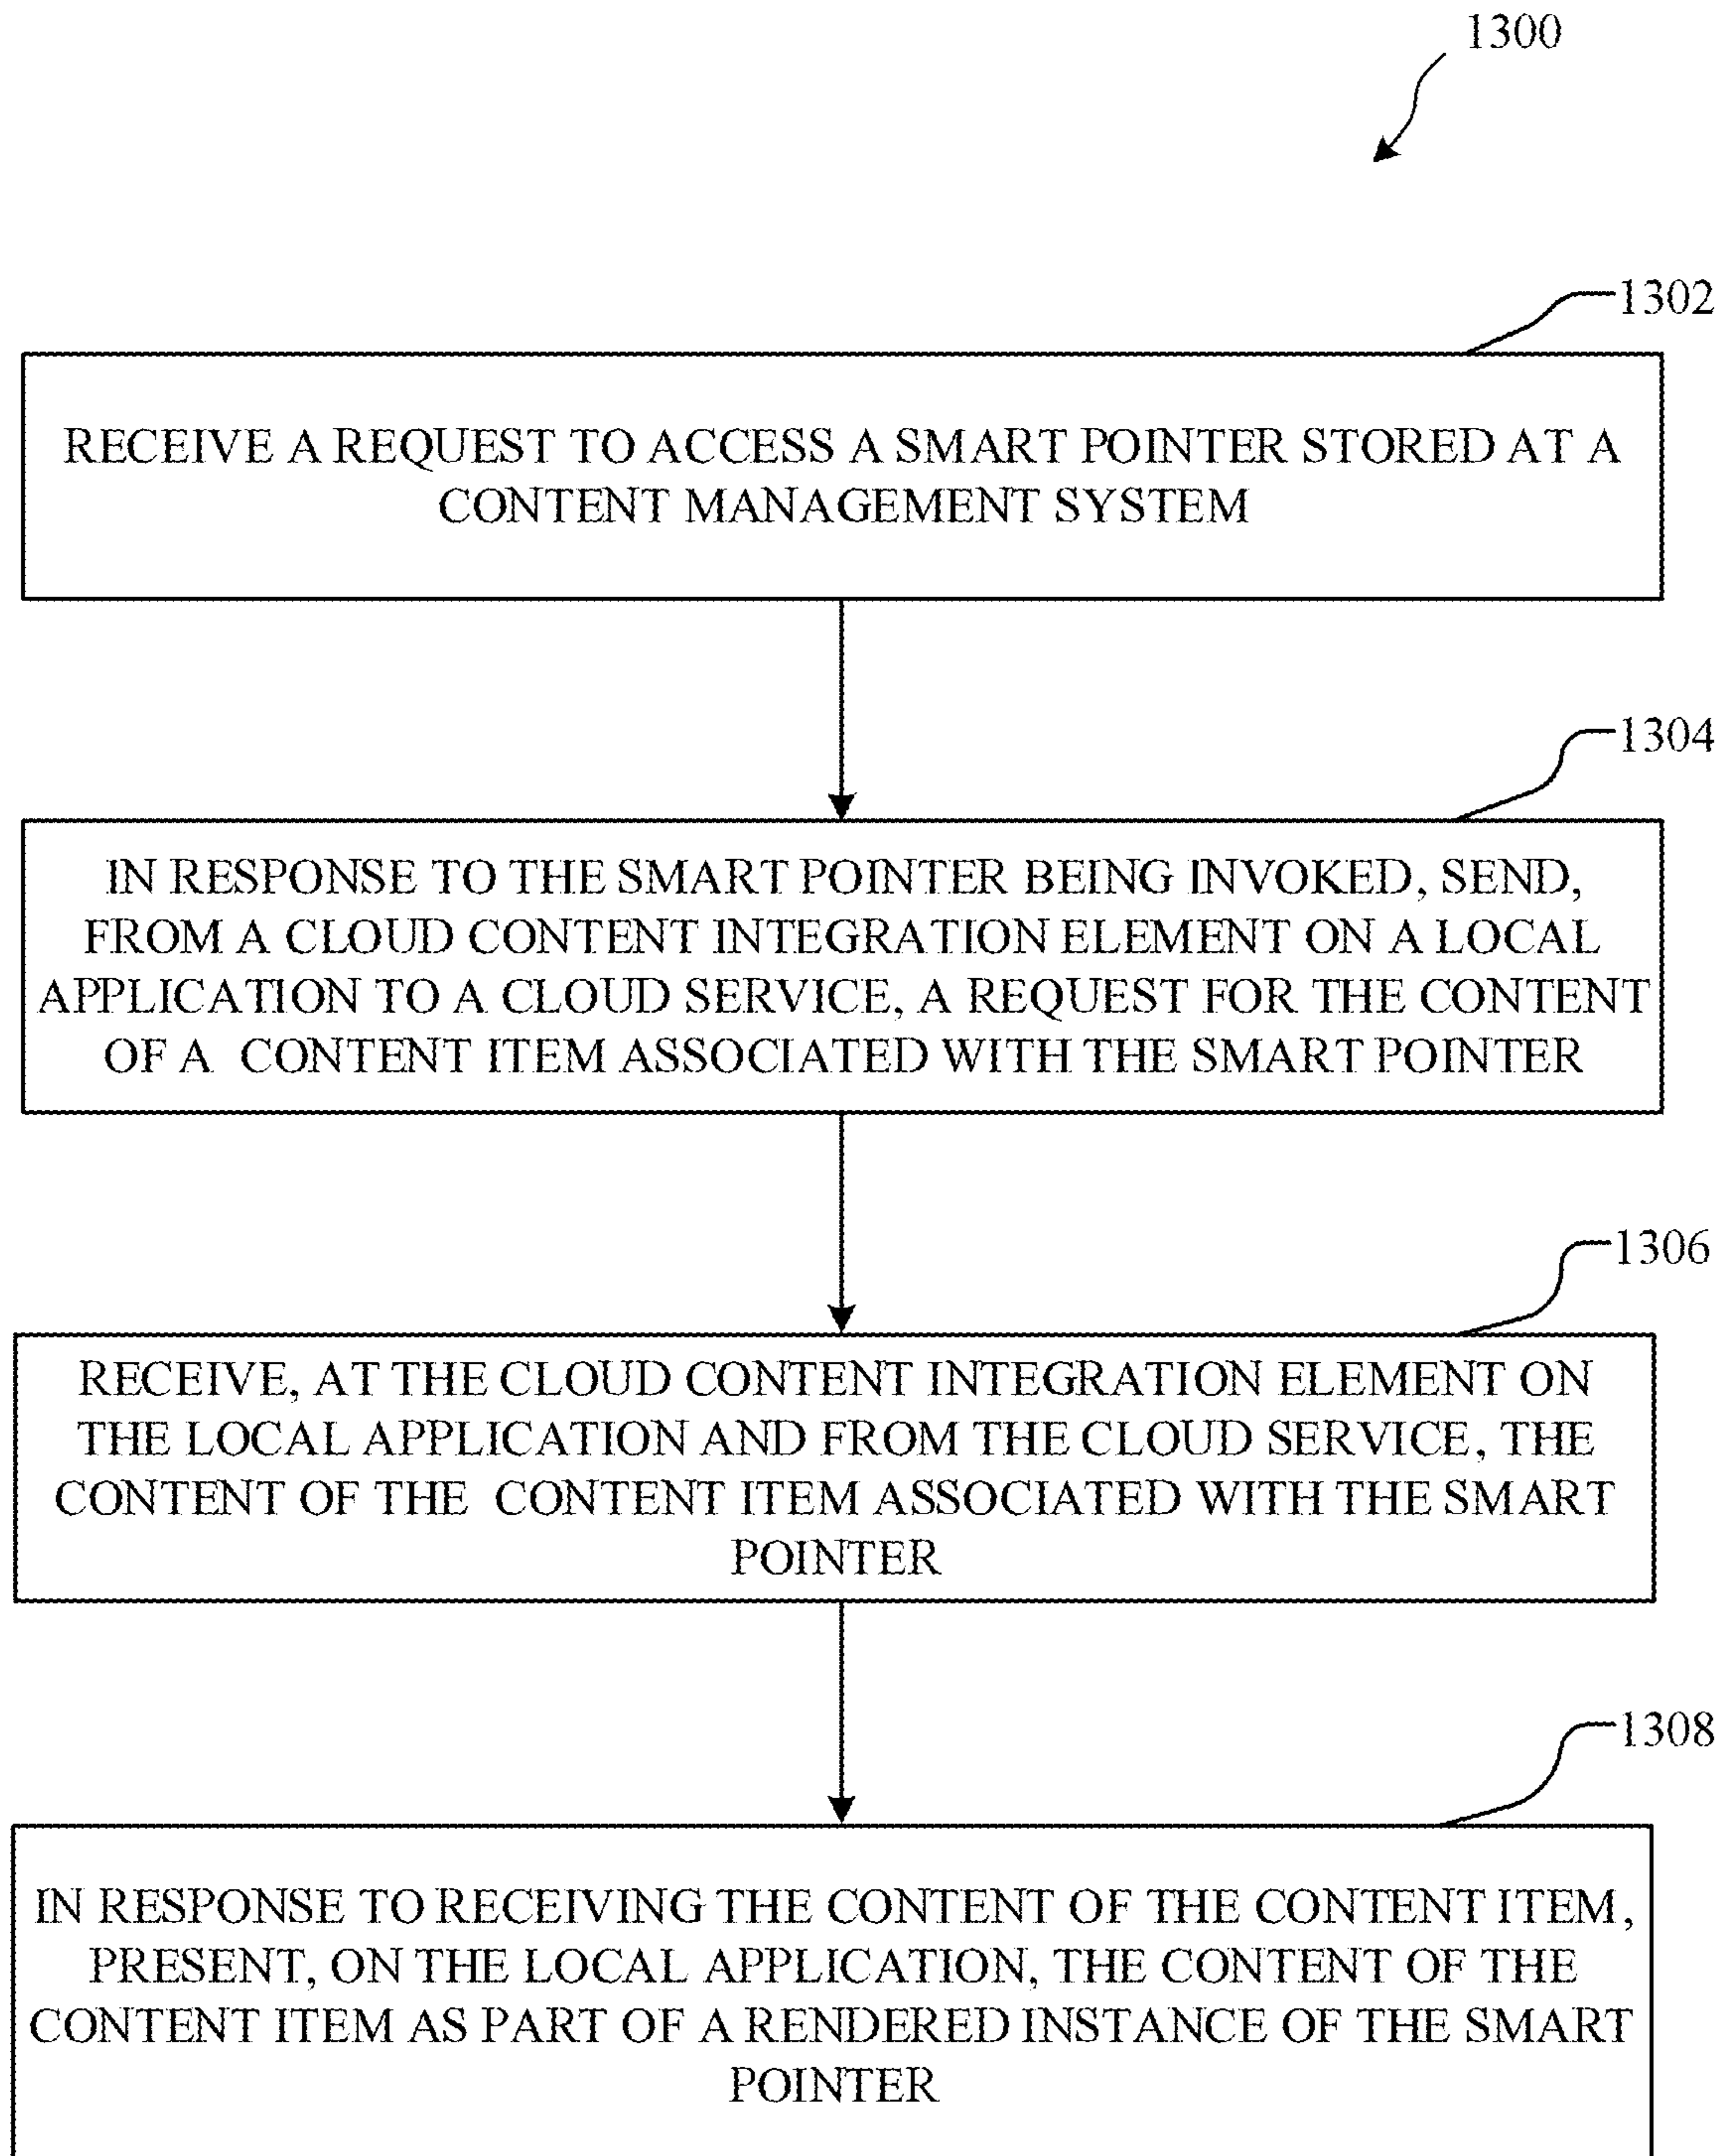 1300
1302
RECEIVE A REQUEST TO ACCESS A SMART POINTER STORED AT A
CONTENT MANAGEMENT SYSTEM
1304
IN RESPONSE TO THE SMART POINTER BEING INVOKED, SEND,
FROM A CLOUD CONTENT INTEGRATION ELEMENT ON A LOCAL
APPLICATION TO A CLOUD SERVICE, A REQUEST FOR THE CONTENT
OF A CONTENT ITEM ASSOCIATED WITH THE SMART POINTER
1306
RECEIVE, AT THE CLOUD CONTENT INTEGRATION ELEMENT ON
THE LOCAL APPLICATION AND FROM THE CLOUD SERVICE, THE
CONTENT OF THE CONTENT ITEM ASSOCIATED WITH THE SMART
POINTER
1308
IN RESPONSE TO RECEIVING THE CONTENT OF THE CONTENT ITEM,
PRESENT, ON THE LOCAL APPLICATION, THE CONTENT OF THE
CONTENT ITEM AS PART OF A RENDERED INSTANCE OF THE SMART
POINTER